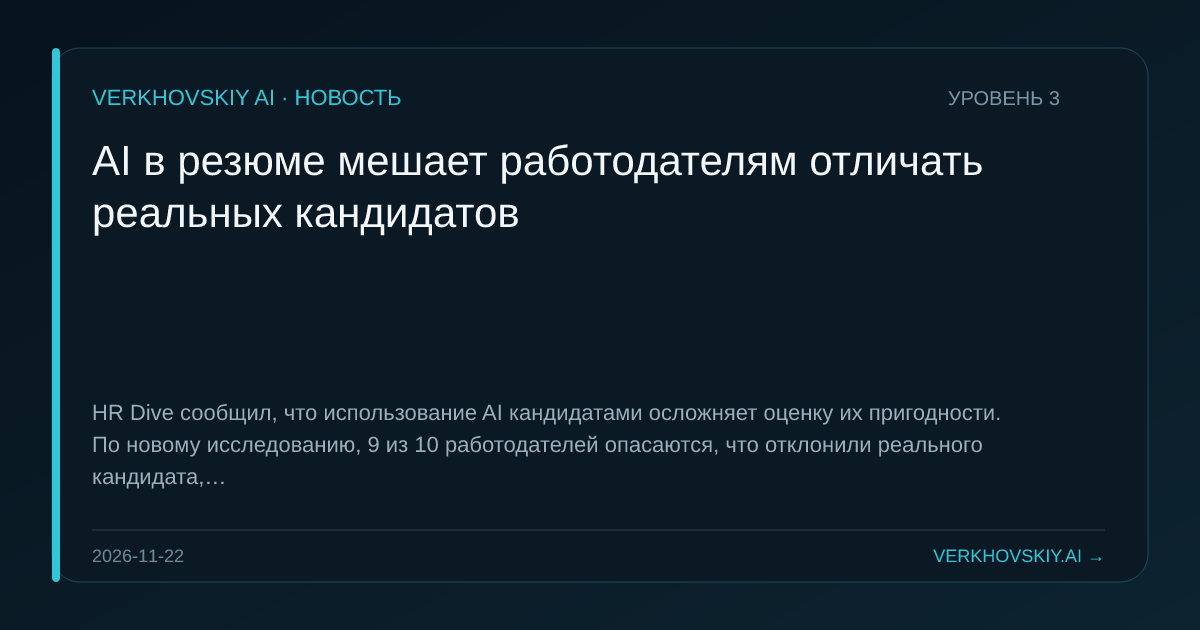 VERKHOVSKIY AI · НОВОСТЬ
УРОВЕНЬ 3
AI в резюме мешает работодателям отличать
реальных кандидатов
HR Dive сообщил, что использование AI кандидатами осложняет оценку их пригодности.
По новому исследованию, 9 из 10 работодателей опасаются, что отклонили реального
кандидата,…
2026-11-22
VERKHOVSKIY.AI →